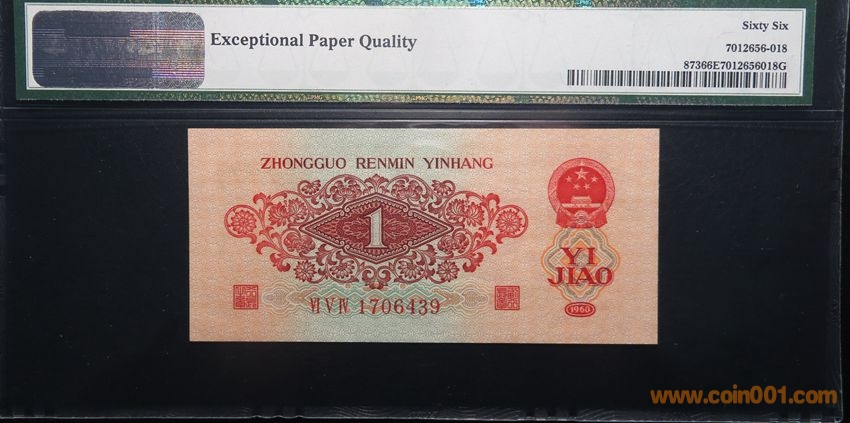 Exceptional Paper Quality
Sixty Six
7012656-018
87366E7012656018G
ZHONGGUO RENMIN YINHANG
1
YI
JIAO
VI V IV 1706439
1960
www.coin001.com